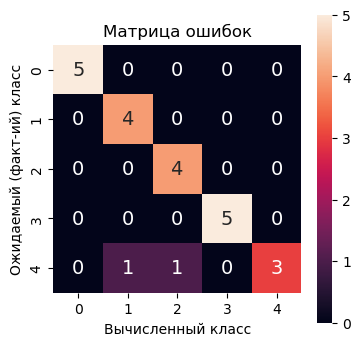 Матрица ошибок
5
0 5 0 0 0 0
4
1 0 4 0 0 0
3
2 0 0 4 0 0
2
3 0 0 0 5 0
1
4 0 1 1 0 3
0
0 1 2 3 4
Ожидаемый (факт-ий) класс
Вычисленный класс